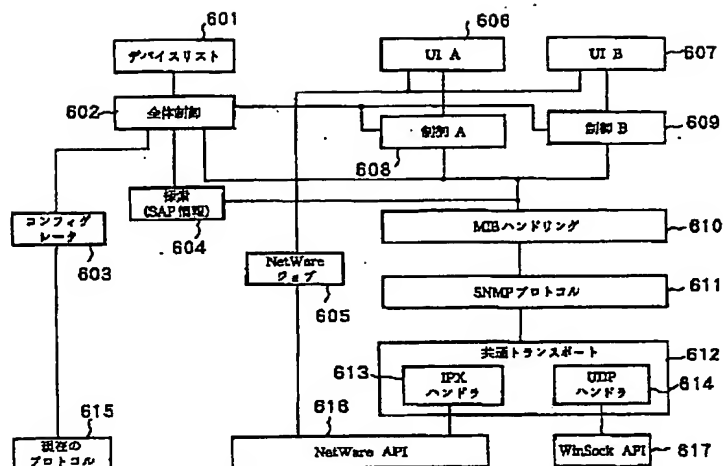 601
デバイスリスト
602
全体制御
606
UI A
UI B
607
制御 A
608
制御 B
609
探索
(SAP 情報)
604
コンフィグ
レータ
603
NetWare
ジョブ
605
MIBハンドリング
610
SNMPプロトコル
611
共通トランスポート
612
613
IPX
ハンドラ
UDP
ハンドラ
614
615
現在の
プロトコル
616
NetWare API
WinSock API
617